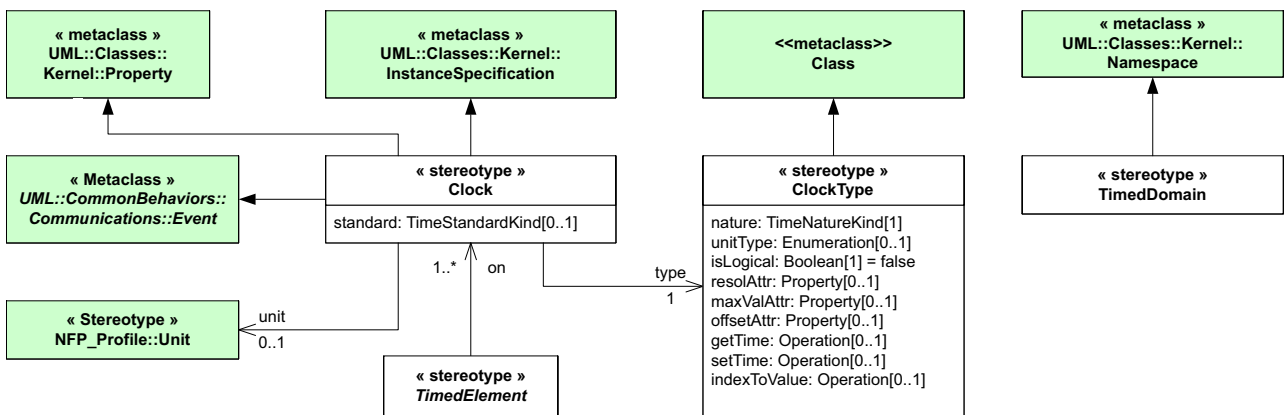 « metaclass »
UML::Classes::
Kernel::Property
« metaclass »
UML::Classes::Kernel::
InstanceSpecification
<<metaclass>>
Class
« metaclass »
UML::Classes::Kernel::
Namespace
« Metaclass »
UML::CommonBehaviors::
Communications::Event
« stereotype »
Clock
standard: TimeStandardKind[0..1]
« stereotype »
ClockType
nature: TimeNatureKind[1]
unitType: Enumeration[0..1]
isLogical: Boolean[1] = false
resolAttr: Property[0..1]
maxValAttr: Property[0..1]
offsetAttr: Property[0..1]
getTime: Operation[0..1]
setTime: Operation[0..1]
indexToValue: Operation[0..1]
« stereotype »
TimedDomain
1..*
on
type
1
« Stereotype »
NFP_Profile::Unit
unit
0..1
« stereotype »
TimedElement